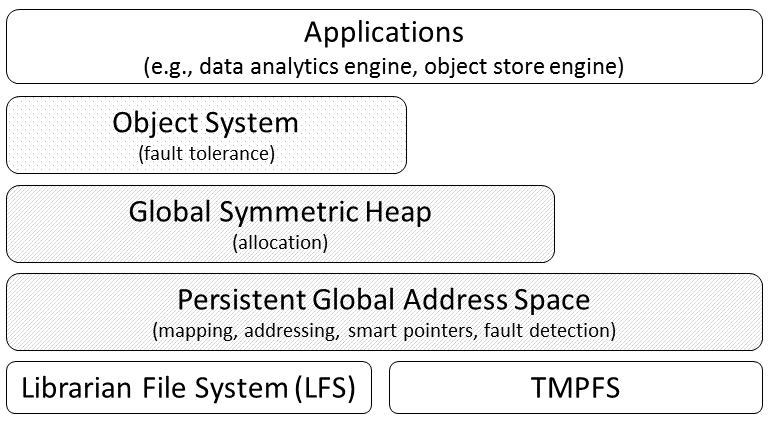 Applications
(e.g., data analytics engine, object store engine)
Object System
(fault tolerance)
Global Symmetric Heap
(allocation)
Persistent Global Address Space
(mapping, addressing, smart pointers, fault detection)
Librarian File System (LFS)
TMPFS